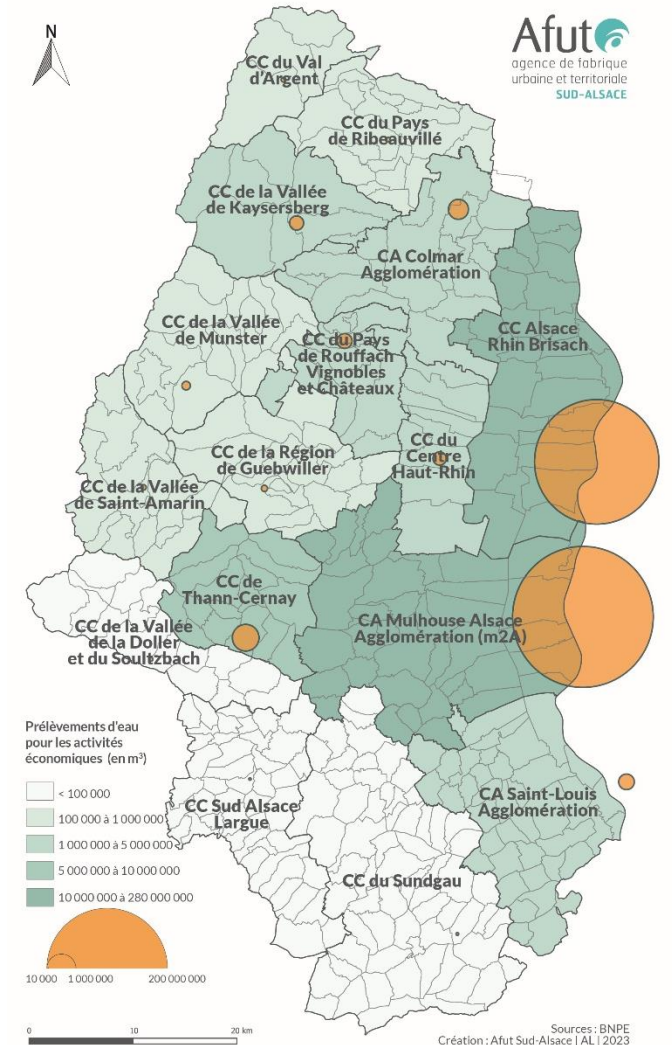 N
Afut
agence de fabrique
urbaine et territoriale
SUD-ALSACE
CC du Val
d'Argent
CC du Pays
de Ribeauvillé
CC de la Vallée
de Kaysersberg
CA Colmar
Agglomération
CC de la Vallée
de Munster
CC du Pays
de Rouffach
Vignobles
et Châteaux
CC Alsace
Rhin Brisach
CC de la Région
de Guebwiller
CC du
Centre
Haut-Rhin
CC de la Vallée
de Saint-Amarin
CC de
Thann-Cernay
CA Mulhouse Alsace
Agglomération (m2A)
CC de la Vallée
de la Doller
et du Soultzbach
CC Sud Alsace
Largue
CA Saint-Louis
Agglomération
CC du Sundgau
Prélèvements d'eau
pour les activités
économiques (en m³)
< 100 000
100 000 à 1 000 000
1 000 000 à 5 000 000
5 000 000 à 10 000 000
10 000 000 à 280 000 000
10 000 1 000 000 200 000 000
0 10 20 km
Sources : BNPE
Création : Afut Sud-Alsace | AL | 2023